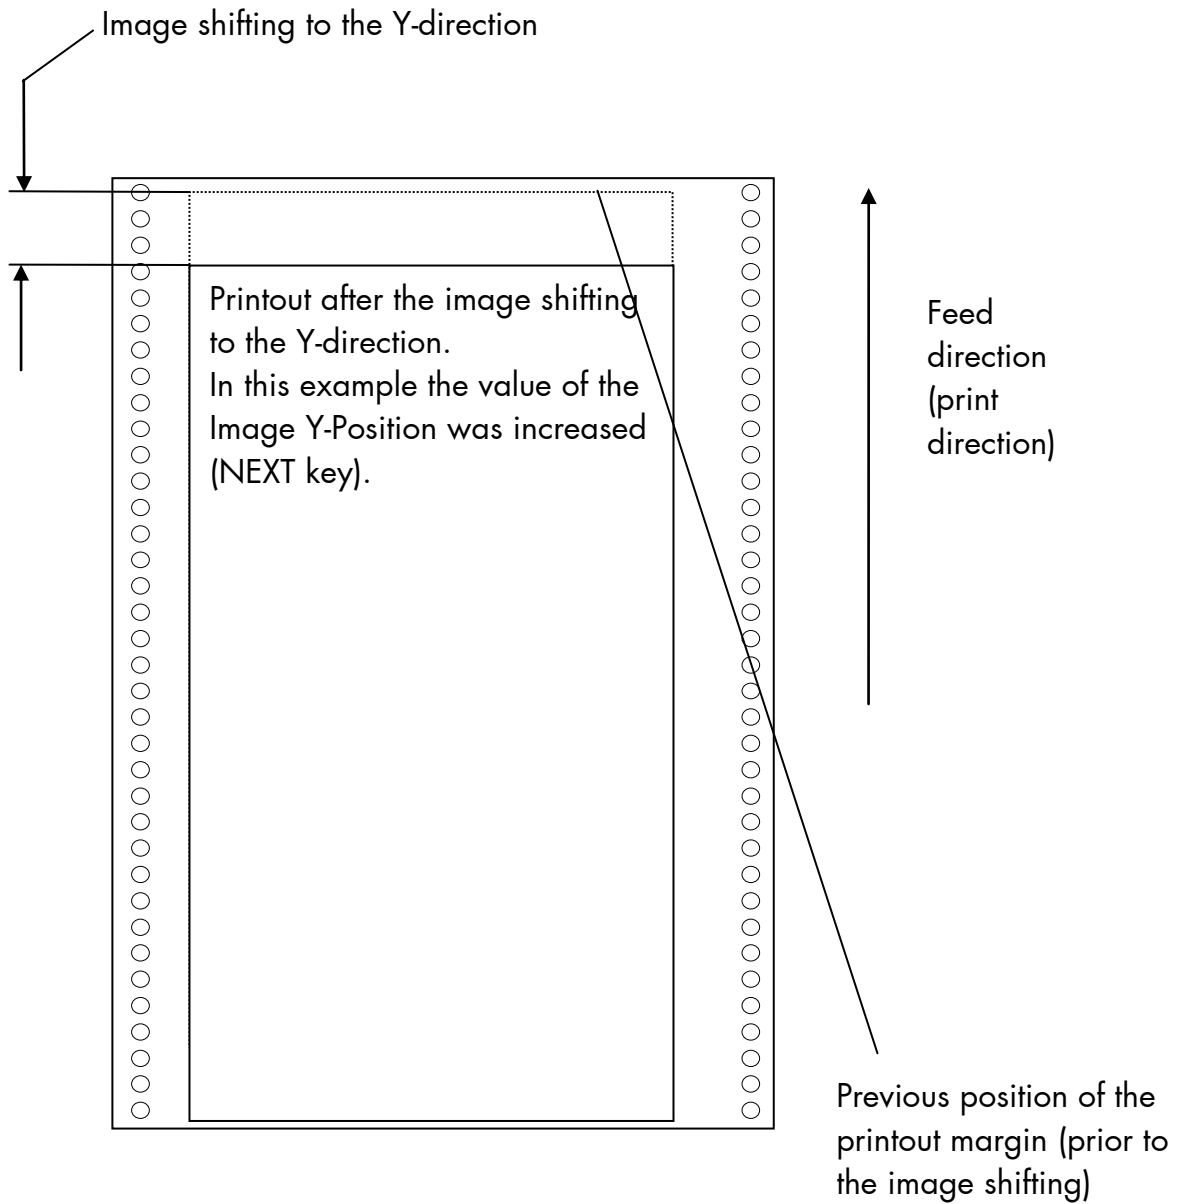 Image shifting to the Y-direction
Printout after the image shifting
to the Y-direction.
In this example the value of the
Image Y-Position was increased
(NEXT key).
Feed
direction
(print
direction)
Previous position of the
printout margin (prior to
the image shifting)